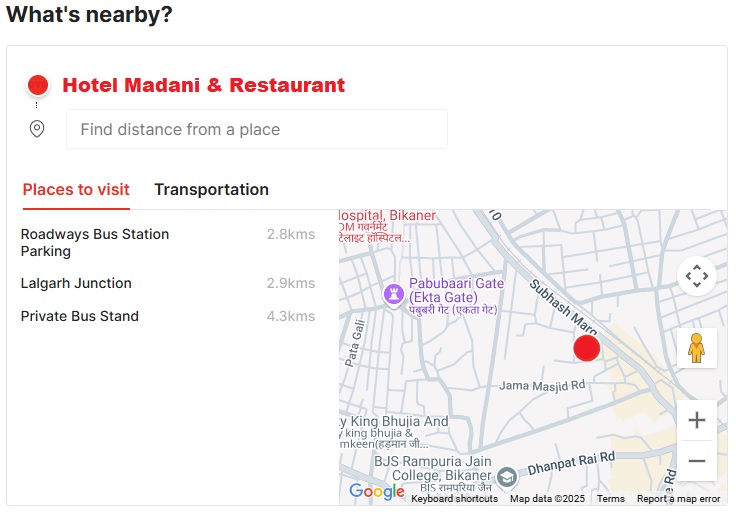 What's nearby?
Hotel Madani & Restaurant
Find distance from a place
Places to visit
Transportation
Roadways Bus Station
Parking
2.8kms
Lalgarh Junction
2.9kms
Private Bus Stand
4.3kms
ospital, Bikaner
DM गवर्नमेंट
टेलाइट हॉस्पिटल...
10
Pabubaari Gate
(Ekta Gate)
पबुबरी गेट (एकता गेट)
Subhash Marg
Pata Gali
Jama Masjid Rd
y King Bhujia And
y king bhujia &
mkeen(हड़मान जी...
BJS Rampuria Jain
College, Bikaner
BJS रामपुरिया जैन
Dhanpat Rai Rd
e Rd
Google
Keyboard shortcuts
Map data ©2025
Terms
Report a map error